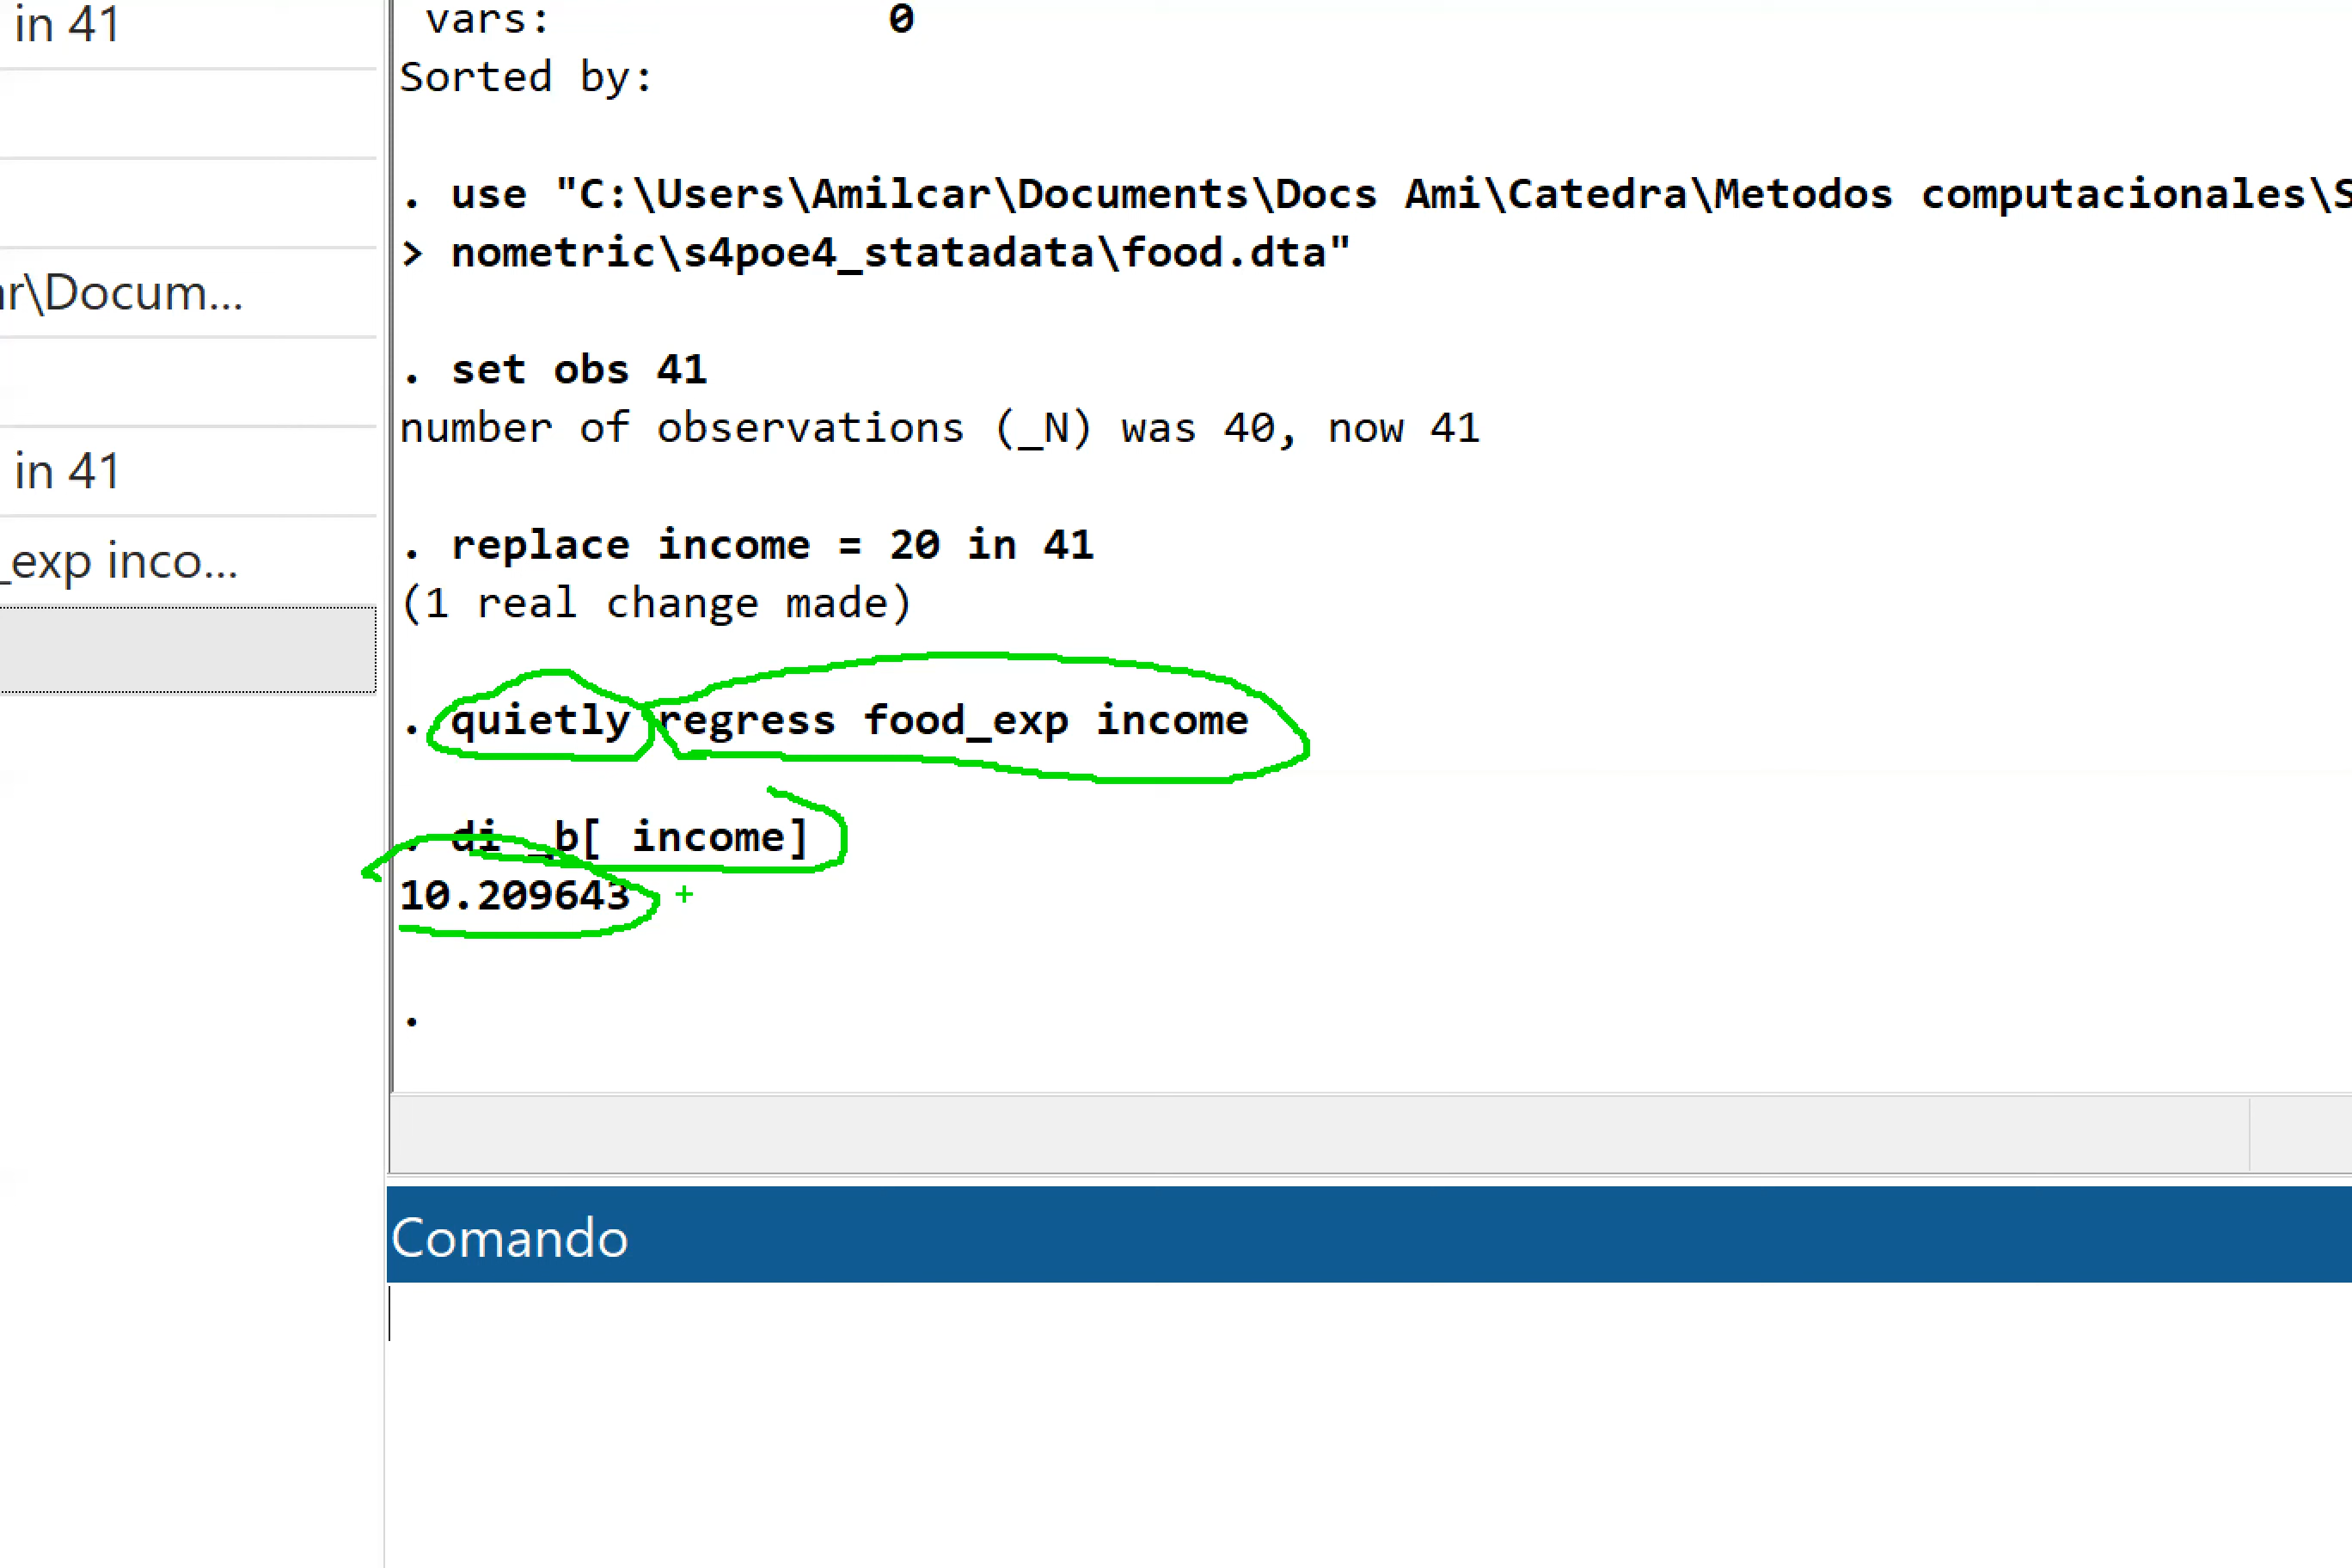 in 41
ar\Docum...
in 41
_exp inco...
vars: 0
Sorted by:
. use "C:\Users\Amilcar\Documents\Docs Ami\Catedra\Metodos computacionales\S
> nometric\s4poe4_statadata\food.dta"
. set obs 41
number of observations (_N) was 40, now 41
. replace income = 20 in 41
(1 real change made)
. quietly regress food_exp income
. di _b[ income]
10.209643
.
Comando